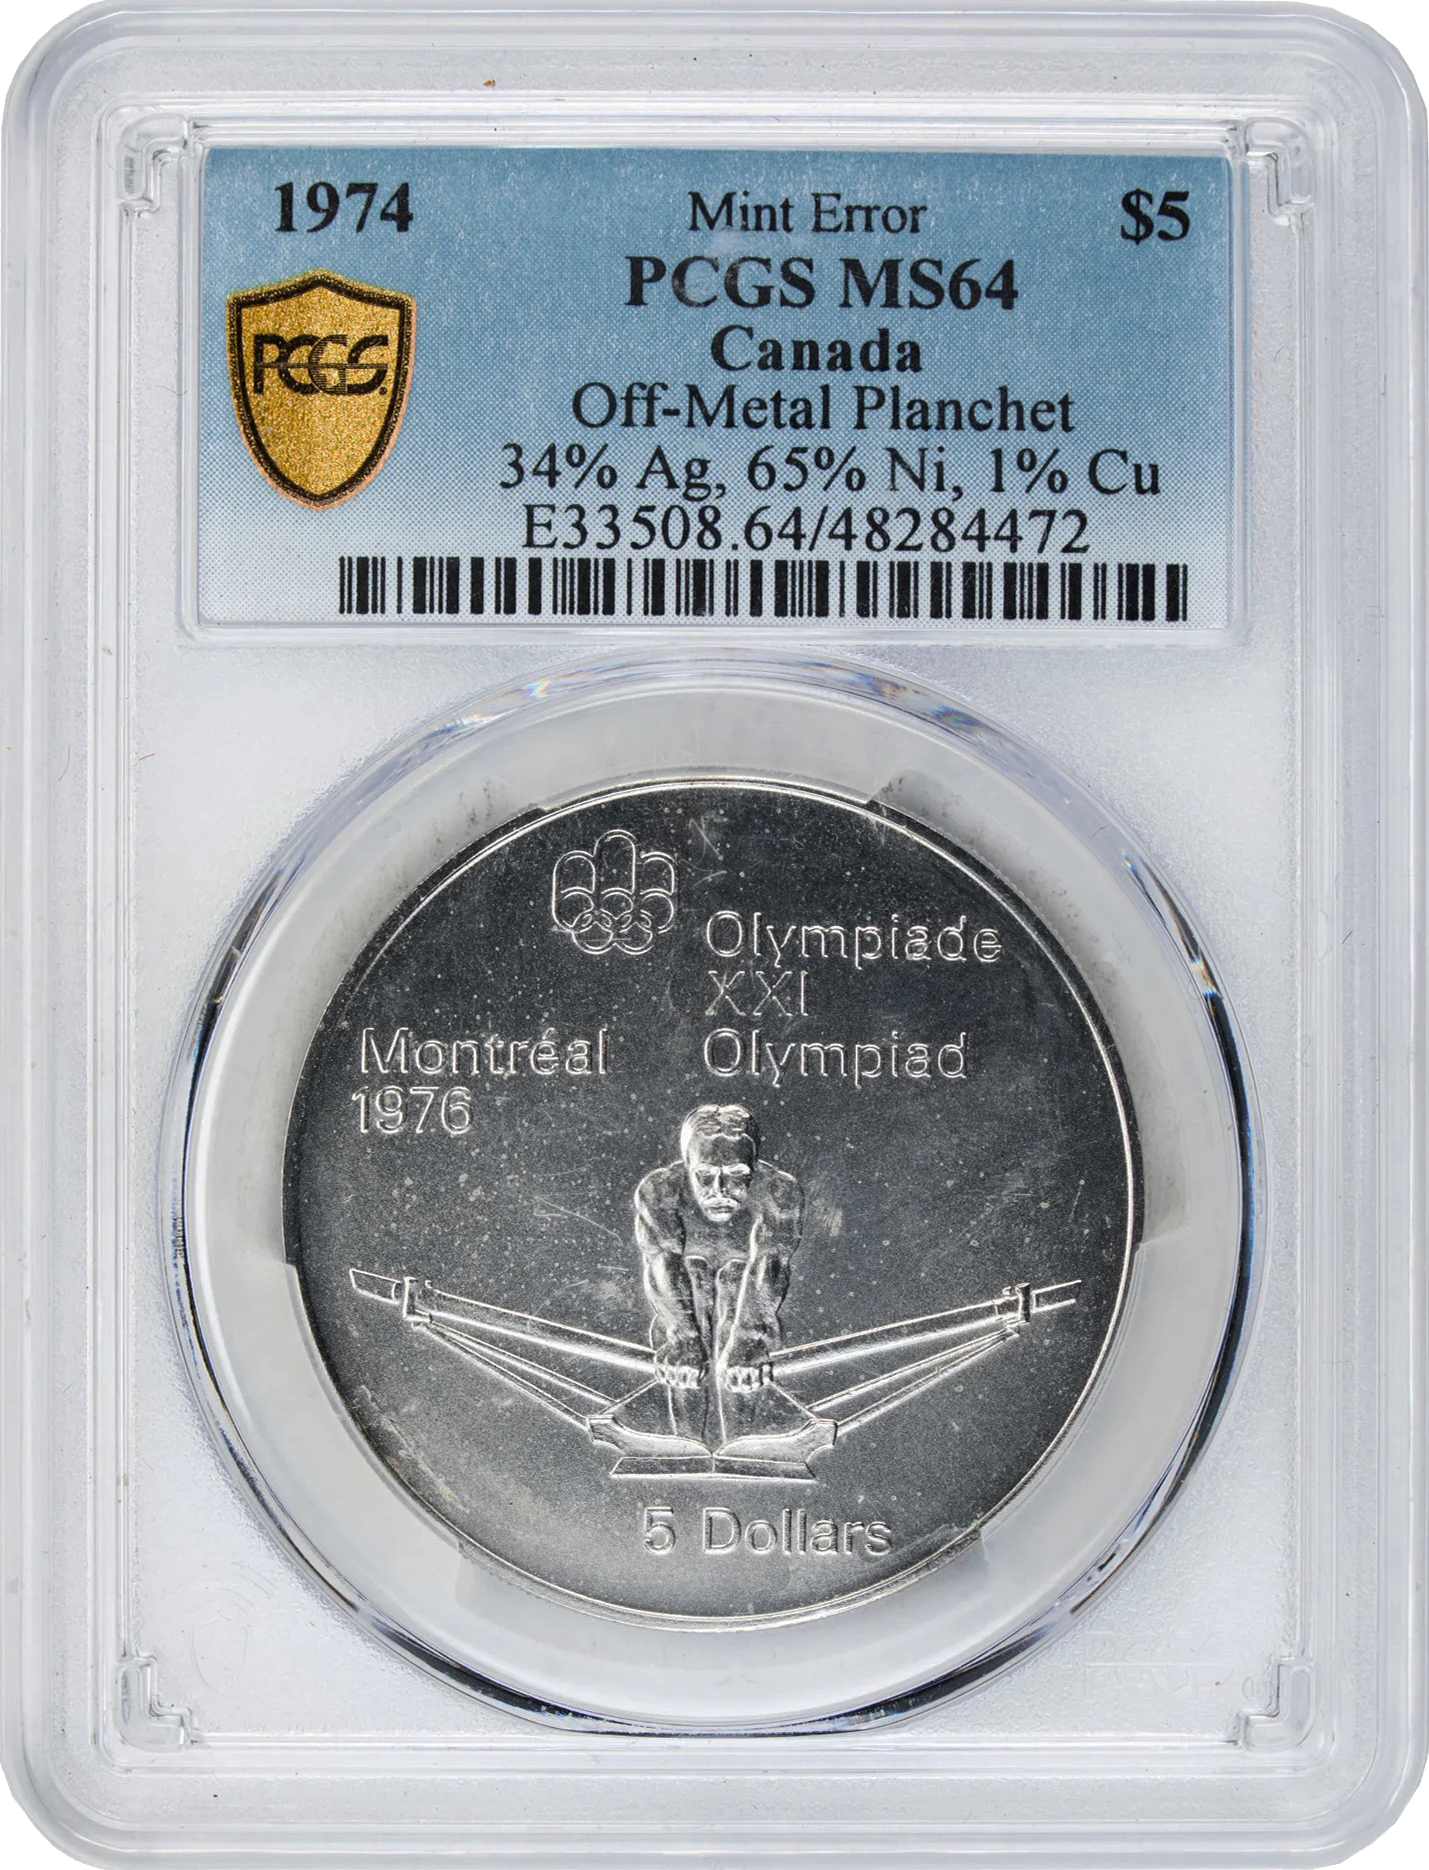 1974 Mint Error $5
PCGS MS64
PCGS
Canada
Off-Metal Planchet
34% Ag, 65% Ni, 1% Cu
E33508.64/48284472
Olympiade
XXI
Montréal Olympiad
1976
5 Dollars
PCGS